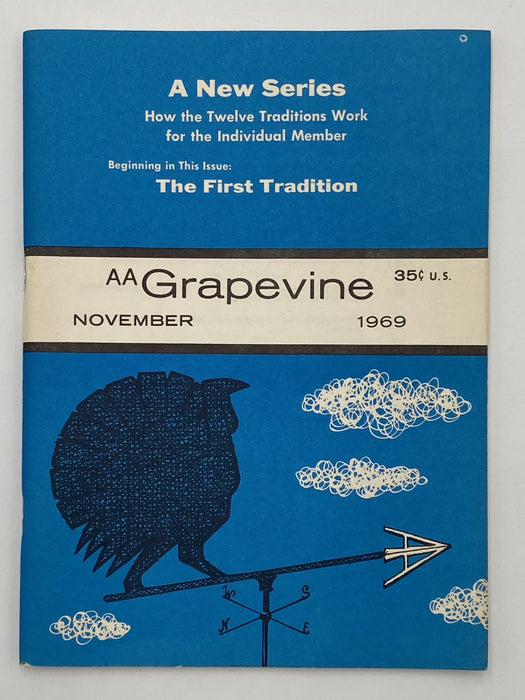 A New Series
How the Twelve Traditions Work
for the Individual Member
Beginning in This Issue:
The First Tradition
AA Grapevine 35¢ U.S.
NOVEMBER 1969
AA
W S
N E